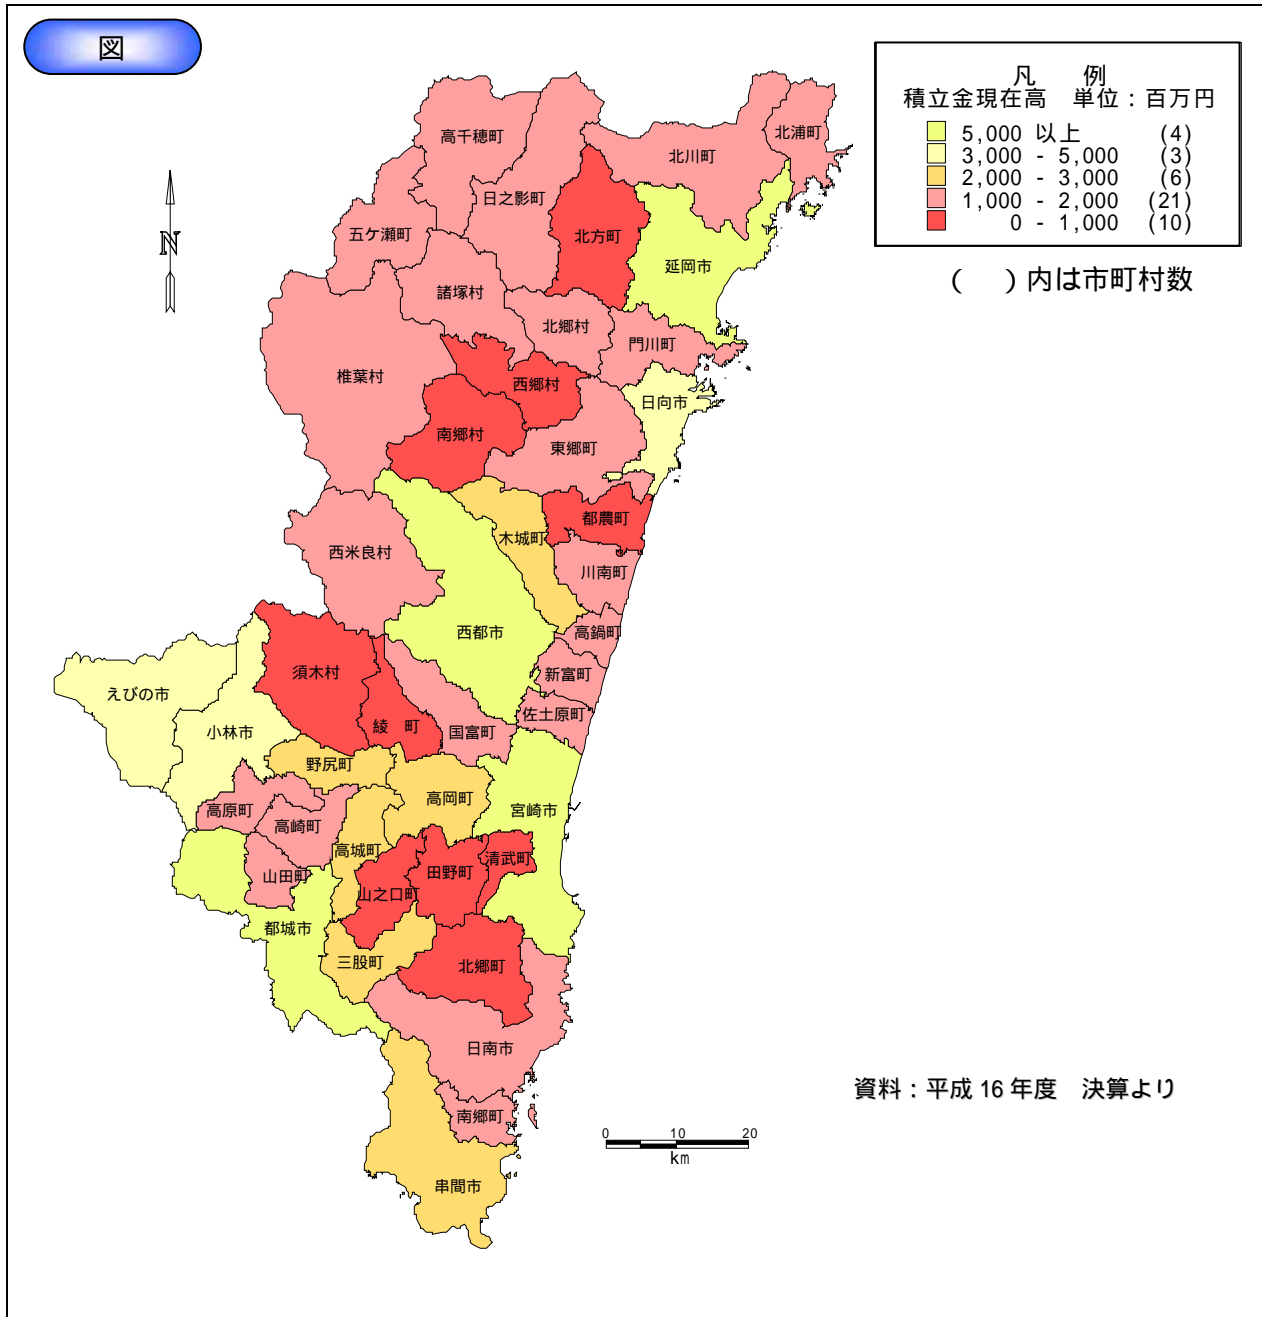 図
凡 例
積立金現在高 単位：百万円
5,000 以上 (4)
3,000 - 5,000 (3)
2,000 - 3,000 (6)
1,000 - 2,000 (21)
0 - 1,000 (10)
( )内は市町村数
N
高千穂町
北浦町
北川町
日之影町
五ケ瀬町
北方町
延岡市
諸塚村
北郷村
門川町
椎葉村
西郷村
日向市
南郷村
東郷町
都農町
木城町
西米良村
川南町
西都市
高鍋町
須木村
新富町
えびの市
佐土原町
小林市
綾 町
国富町
野尻町
高岡町
高原町
宮崎市
高崎町
高城町
清武町
山田町
田野町
山之口町
都城市
三股町
北郷町
日南市
南郷町
串間市
資料：平成 16 年度 決算より
0 10 20
km